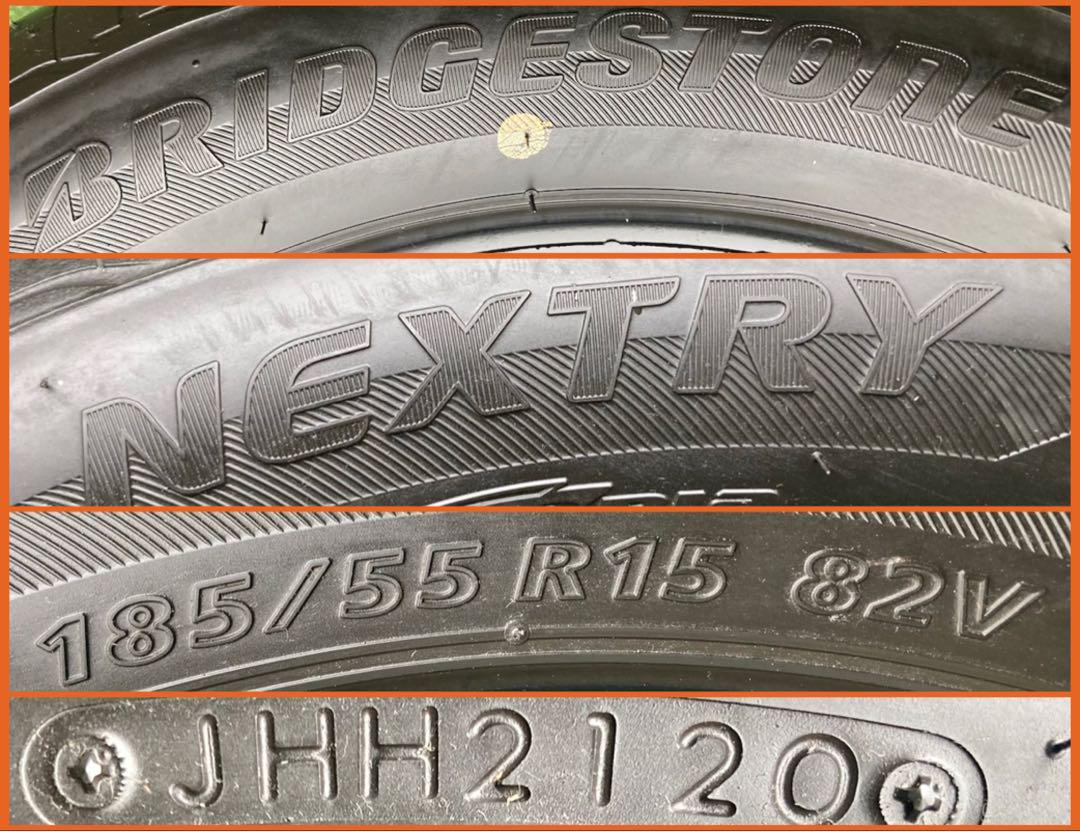 BRIDGESTONE
NEXTRY
185/55 R15 82V
JHH2120